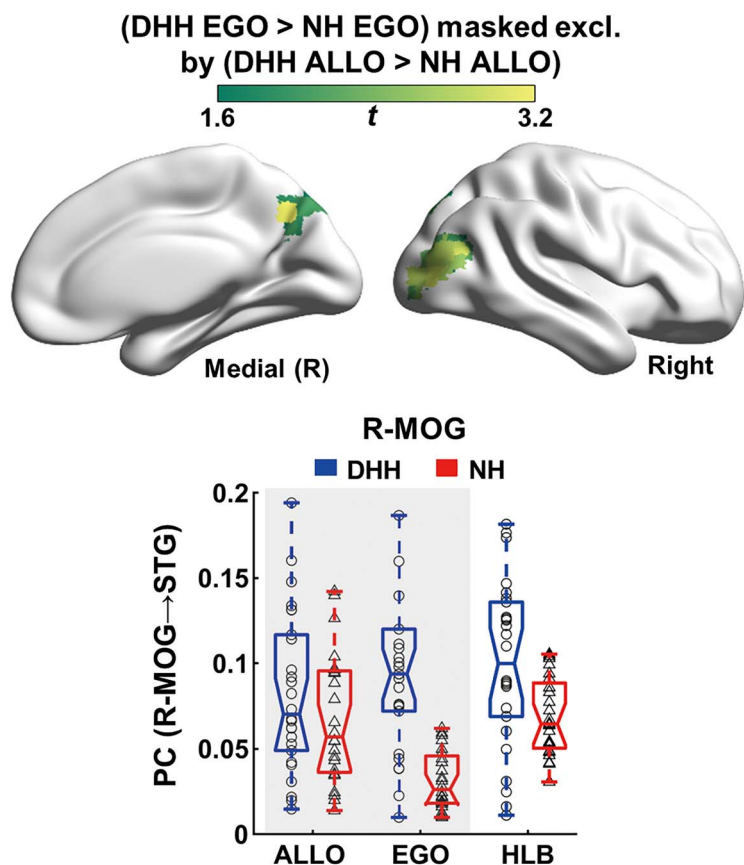 (DHH EGO > NH EGO) masked excl.
by (DHH ALLO > NH ALLO)
1.6 t 3.2
Medial (R)
Right
R-MOG
DHH NH
PC (R-MOG→STG)
0.2
0.15
0.1
0.05
0
ALLO EGO HLB